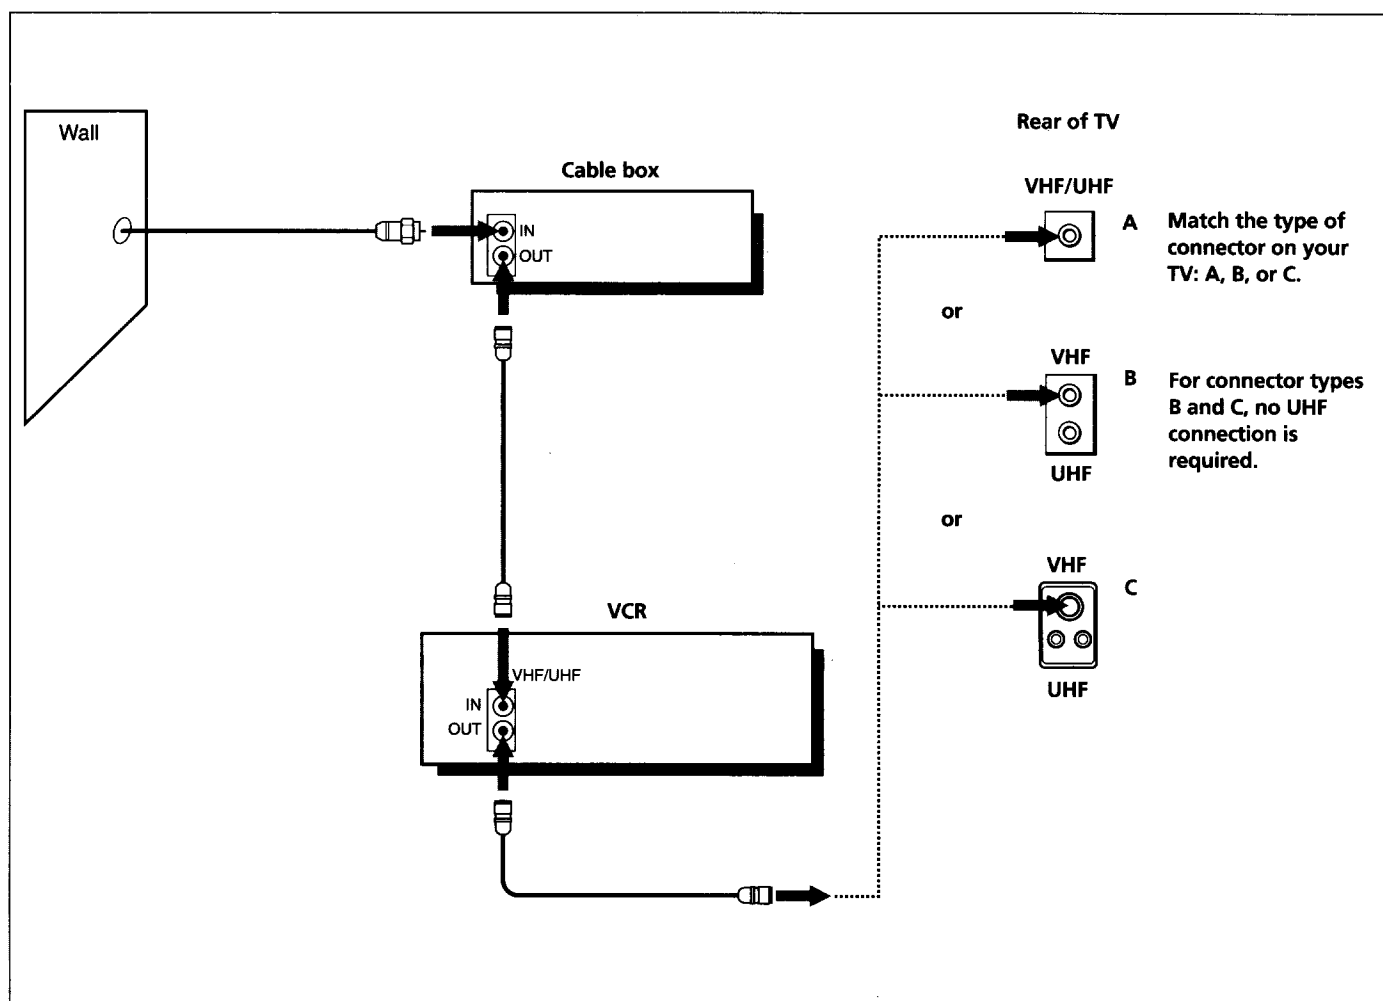 Wall
Cable box
IN
OUT
VCR
VHF/UHF
IN
OUT
Rear of TV
VHF/UHF
A
Match the type of
connector on your
TV: A, B, or C.
or
VHF
B
For connector types
B and C, no UHF
connection is
required.
UHF
or
VHF
C
UHF